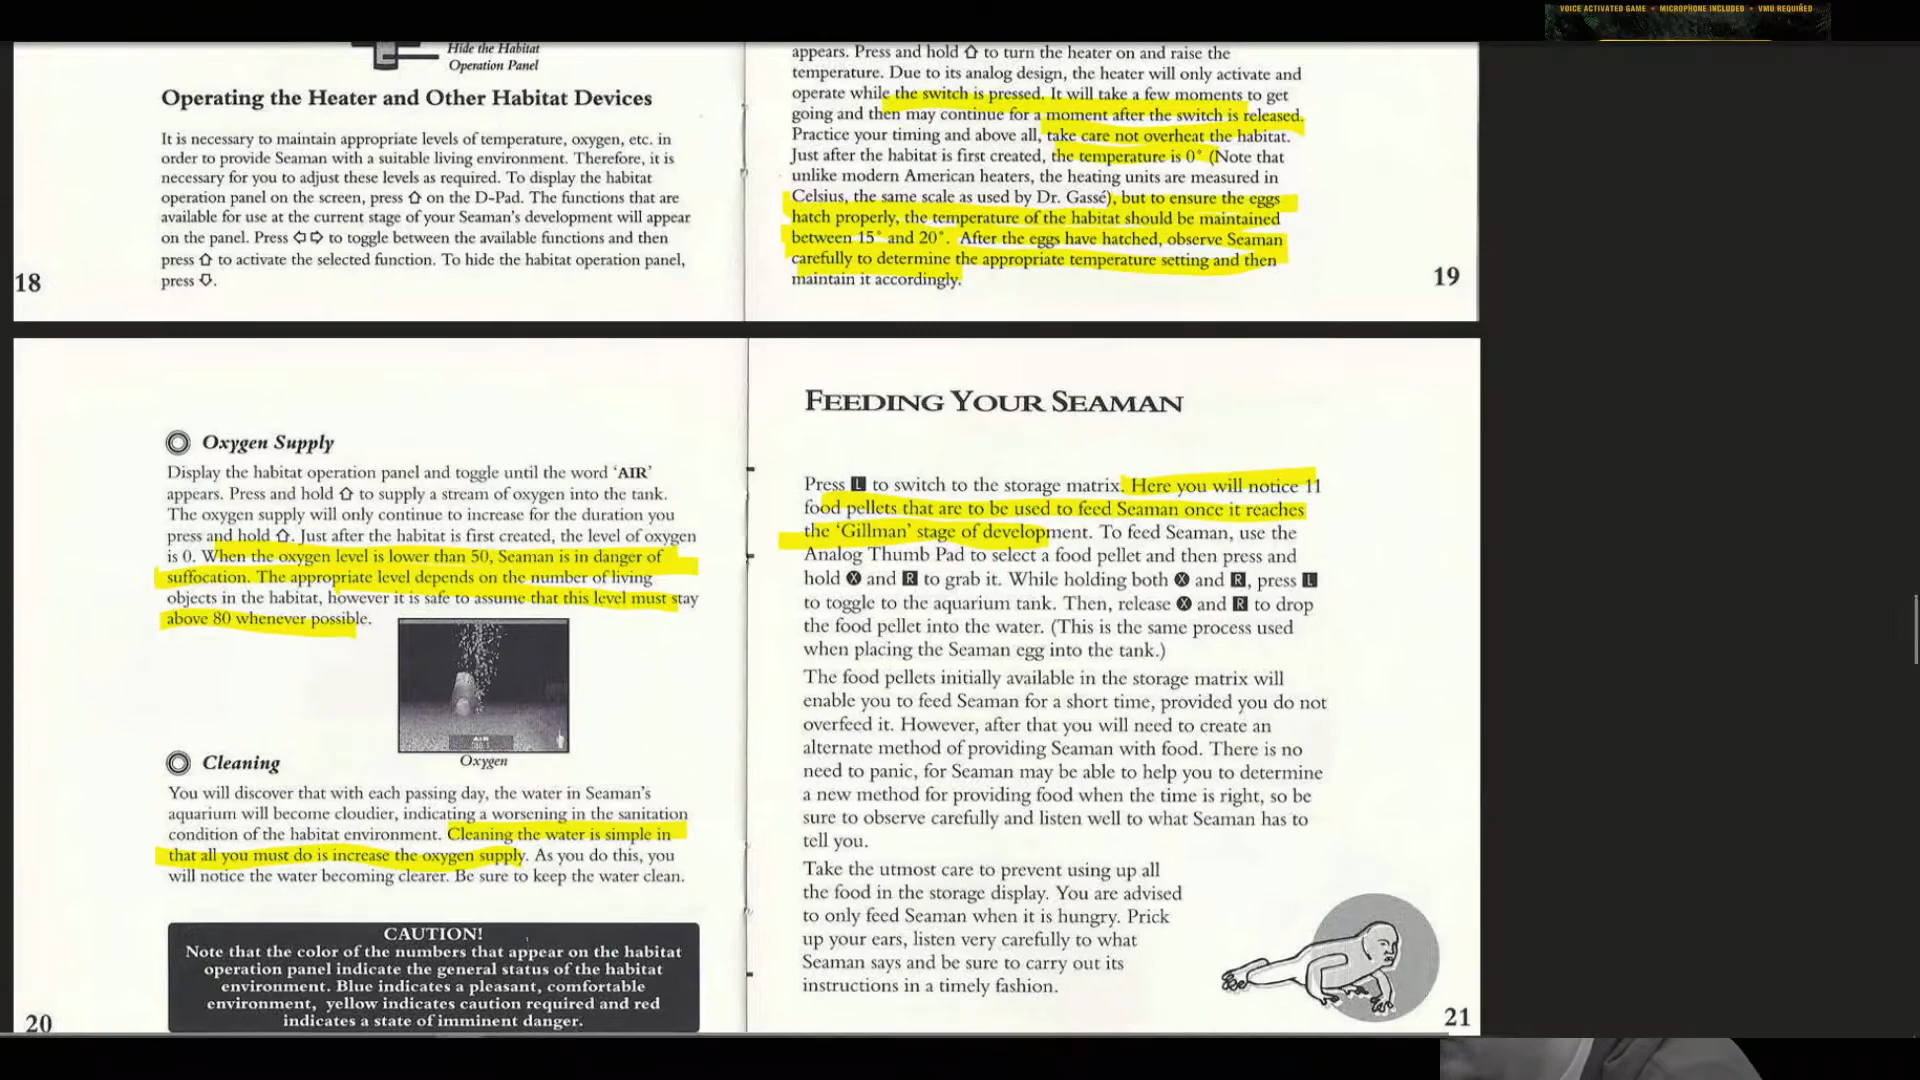 VOICE ACTIVATED GAME • MICROPHONE INCLUDED • VMU REQUIRED
Hide the Habitat
Operation Panel
Operating the Heater and Other Habitat Devices
It is necessary to maintain appropriate levels of temperature, oxygen, etc. in
order to provide Seaman with a suitable living environment. Therefore, it is
necessary for you to adjust these levels as required. To display the habitat
operation panel on the screen, press ⇧ on the D-Pad. The functions that are
available for use at the current stage of your Seaman's development will appear
on the panel. Press ⇦ ⇨ to toggle between the available functions and then
press ⇧ to activate the selected function. To hide the habitat operation panel,
press ⇩.
18
appears. Press and hold ⇧ to turn the heater on and raise the
temperature. Due to its analog design, the heater will only activate and
operate while the switch is pressed. It will take a few moments to get
going and then may continue for a moment after the switch is released.
Practice your timing and above all, take care not overheat the habitat.
Just after the habitat is first created, the temperature is 0° (Note that
unlike modern American heaters, the heating units are measured in
Celsius, the same scale as used by Dr. Gassé), but to ensure the eggs
hatch properly, the temperature of the habitat should be maintained
between 15° and 20°. After the eggs have hatched, observe Seaman
carefully to determine the appropriate temperature setting and then
maintain it accordingly.
19
Oxygen Supply
Display the habitat operation panel and toggle until the word 'AIR'
appears. Press and hold ⇧ to supply a stream of oxygen into the tank.
The oxygen supply will only continue to increase for the duration you
press and hold ⇧. Just after the habitat is first created, the level of oxygen
is 0. When the oxygen level is lower than 50, Seaman is in danger of
suffocation. The appropriate level depends on the number of living
objects in the habitat, however it is safe to assume that this level must stay
above 80 whenever possible.
AIR
Oxygen
Cleaning
You will discover that with each passing day, the water in Seaman's
aquarium will become cloudier, indicating a worsening in the sanitation
condition of the habitat environment. Cleaning the water is simple in
that all you must do is increase the oxygen supply. As you do this, you
will notice the water becoming clearer. Be sure to keep the water clean.
CAUTION!
Note that the color of the numbers that appear on the habitat
operation panel indicate the general status of the habitat
environment. Blue indicates a pleasant, comfortable
environment, yellow indicates caution required and red
indicates a state of imminent danger.
20
FEEDING YOUR SEAMAN
Press L to switch to the storage matrix. Here you will notice 11
food pellets that are to be used to feed Seaman once it reaches
the 'Gillman' stage of development. To feed Seaman, use the
Analog Thumb Pad to select a food pellet and then press and
hold X and R to grab it. While holding both X and R, press L
to toggle to the aquarium tank. Then, release X and R to drop
the food pellet into the water. (This is the same process used
when placing the Seaman egg into the tank.)
The food pellets initially available in the storage matrix will
enable you to feed Seaman for a short time, provided you do not
overfeed it. However, after that you will need to create an
alternate method of providing Seaman with food. There is no
need to panic, for Seaman may be able to help you to determine
a new method for providing food when the time is right, so be
sure to observe carefully and listen well to what Seaman has to
tell you.
Take the utmost care to prevent using up all
the food in the storage display. You are advised
to only feed Seaman when it is hungry. Prick
up your ears, listen very carefully to what
Seaman says and be sure to carry out its
instructions in a timely fashion.
21